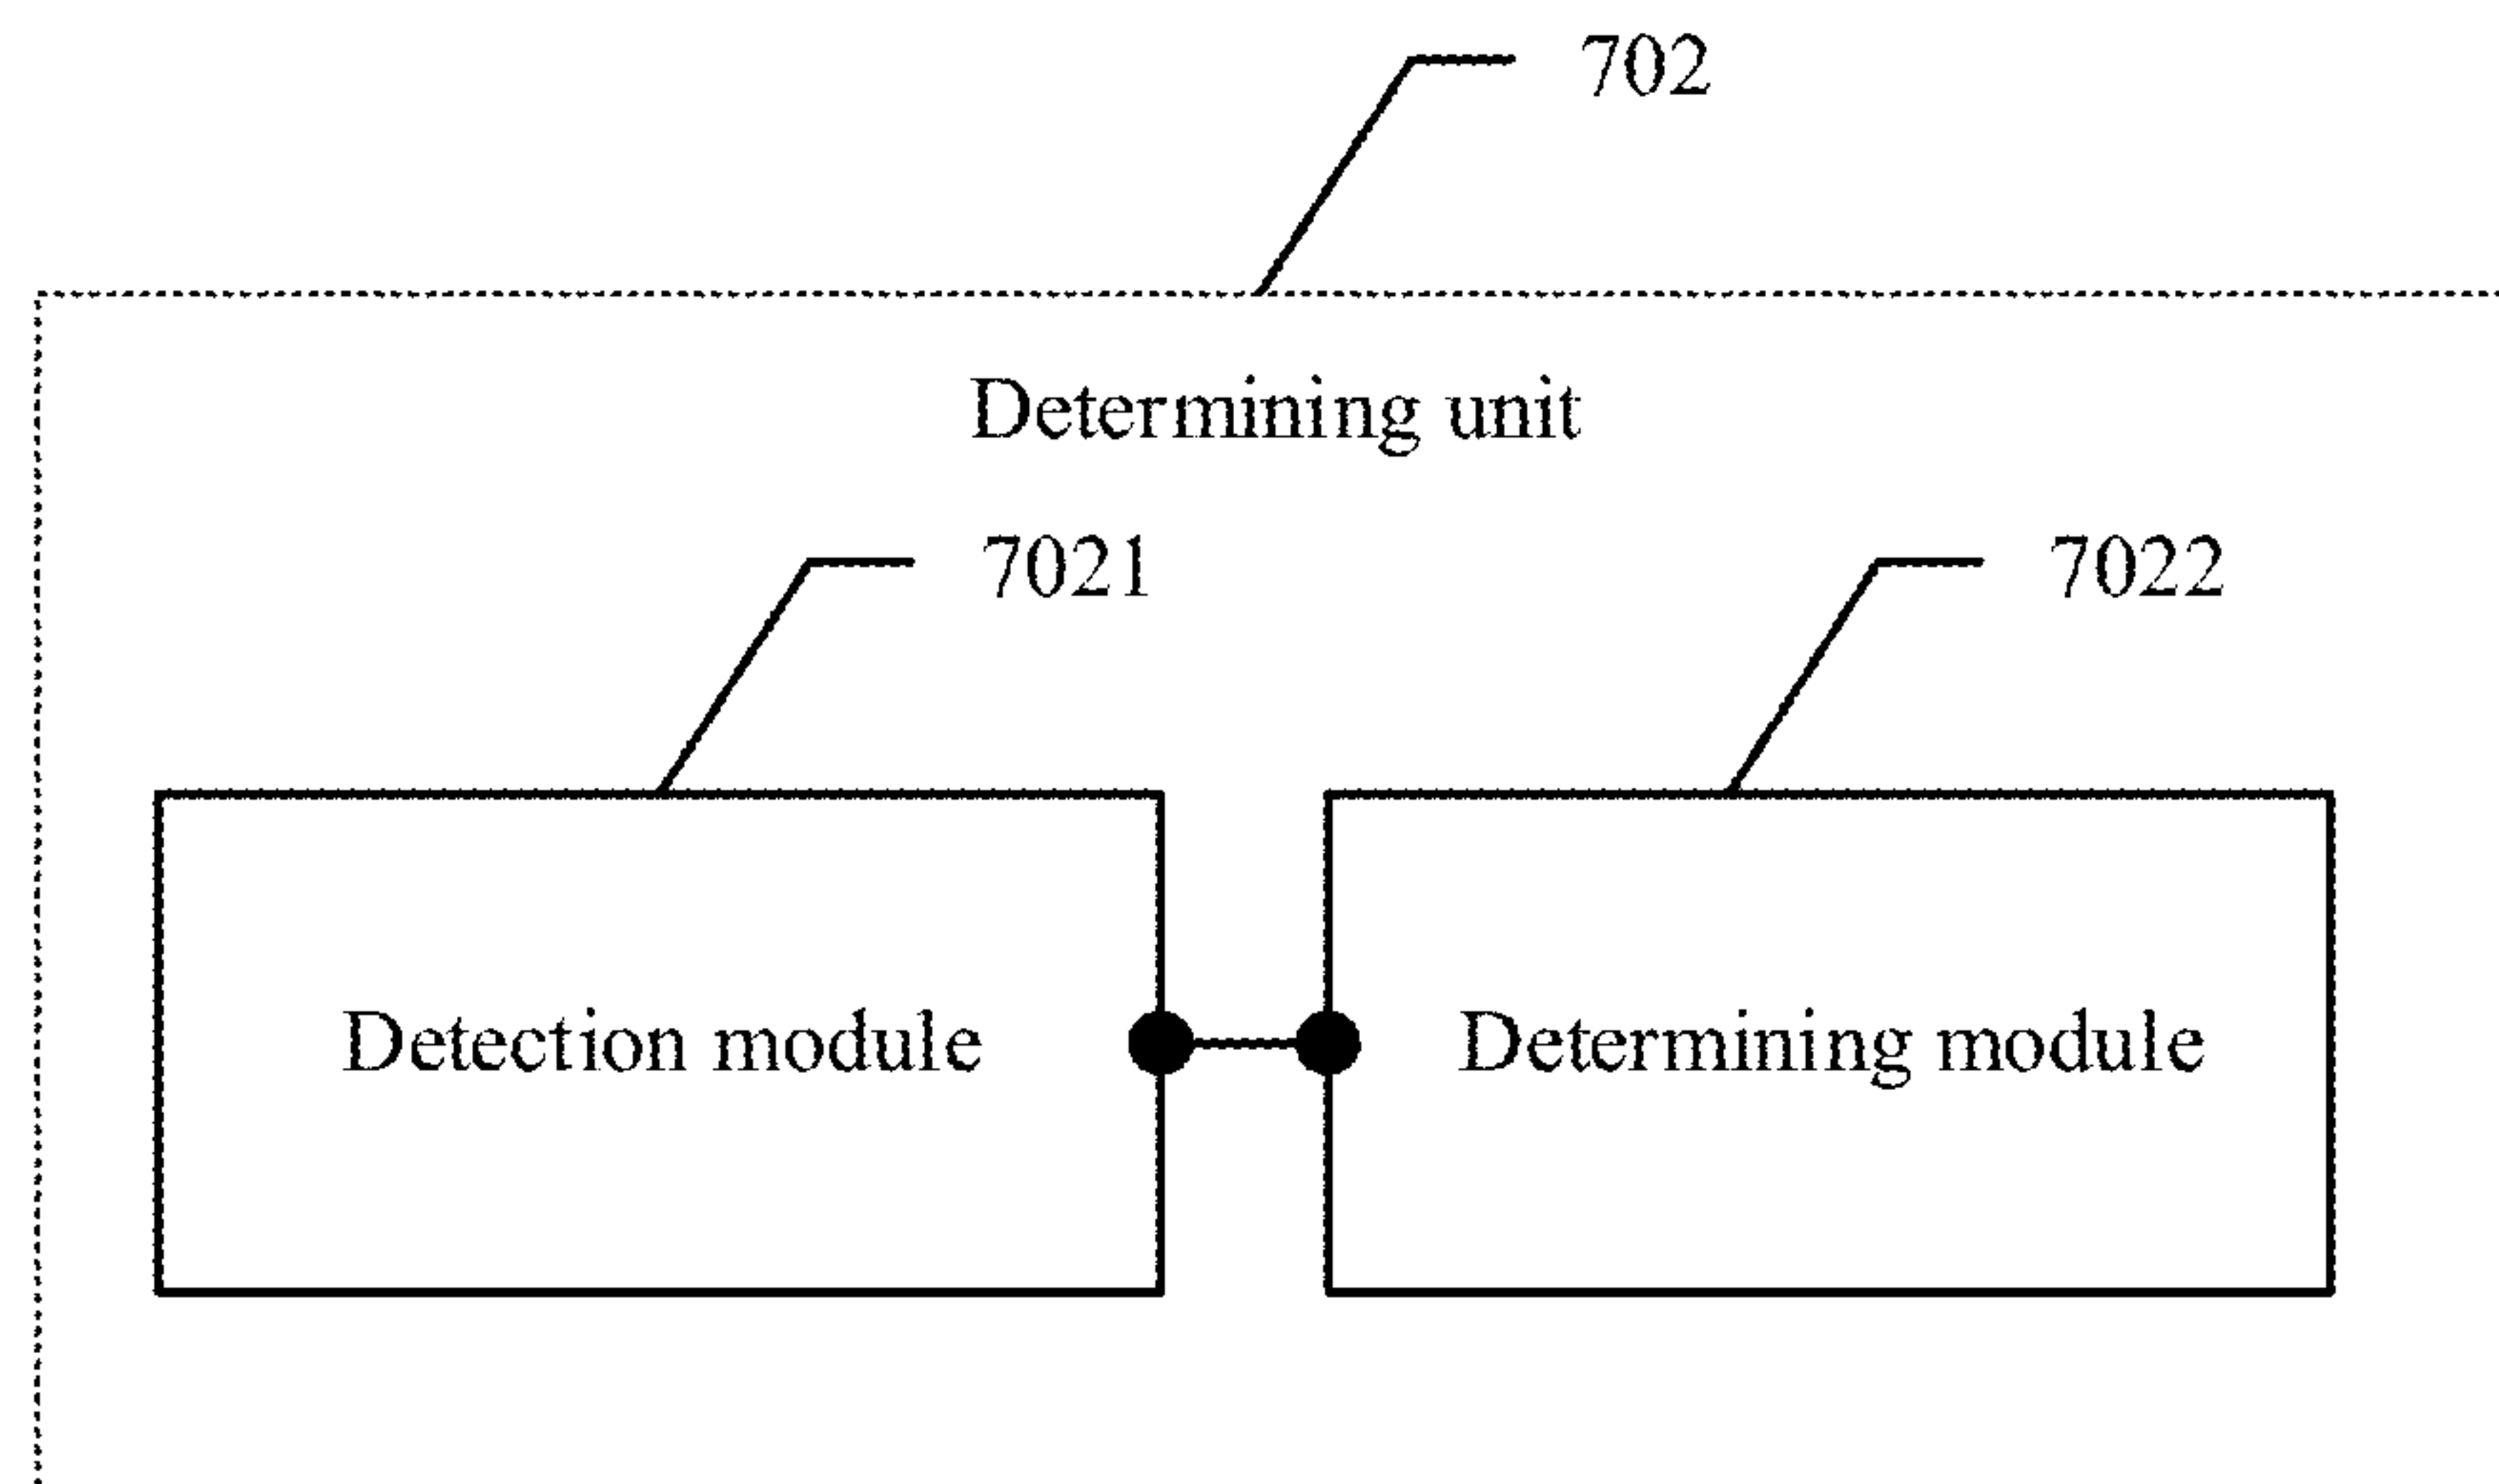 702
Determining unit
7021
7022
Detection module
Determining module